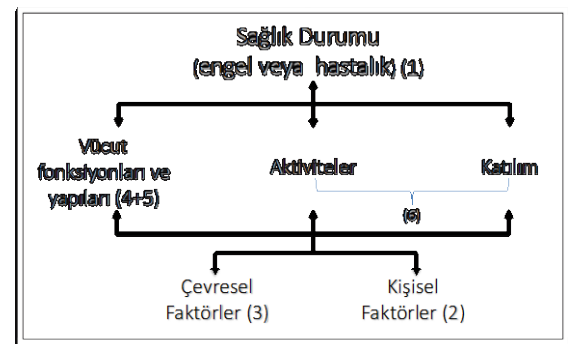 Sağlık Durumu
(engel veya hastalık) (1)
Vücut
fonksiyonları ve
yapıları (4+5)
Aktiviteler
Katılım
(6)
Çevresel
Faktörler (3)
Kişisel
Faktörler (2)